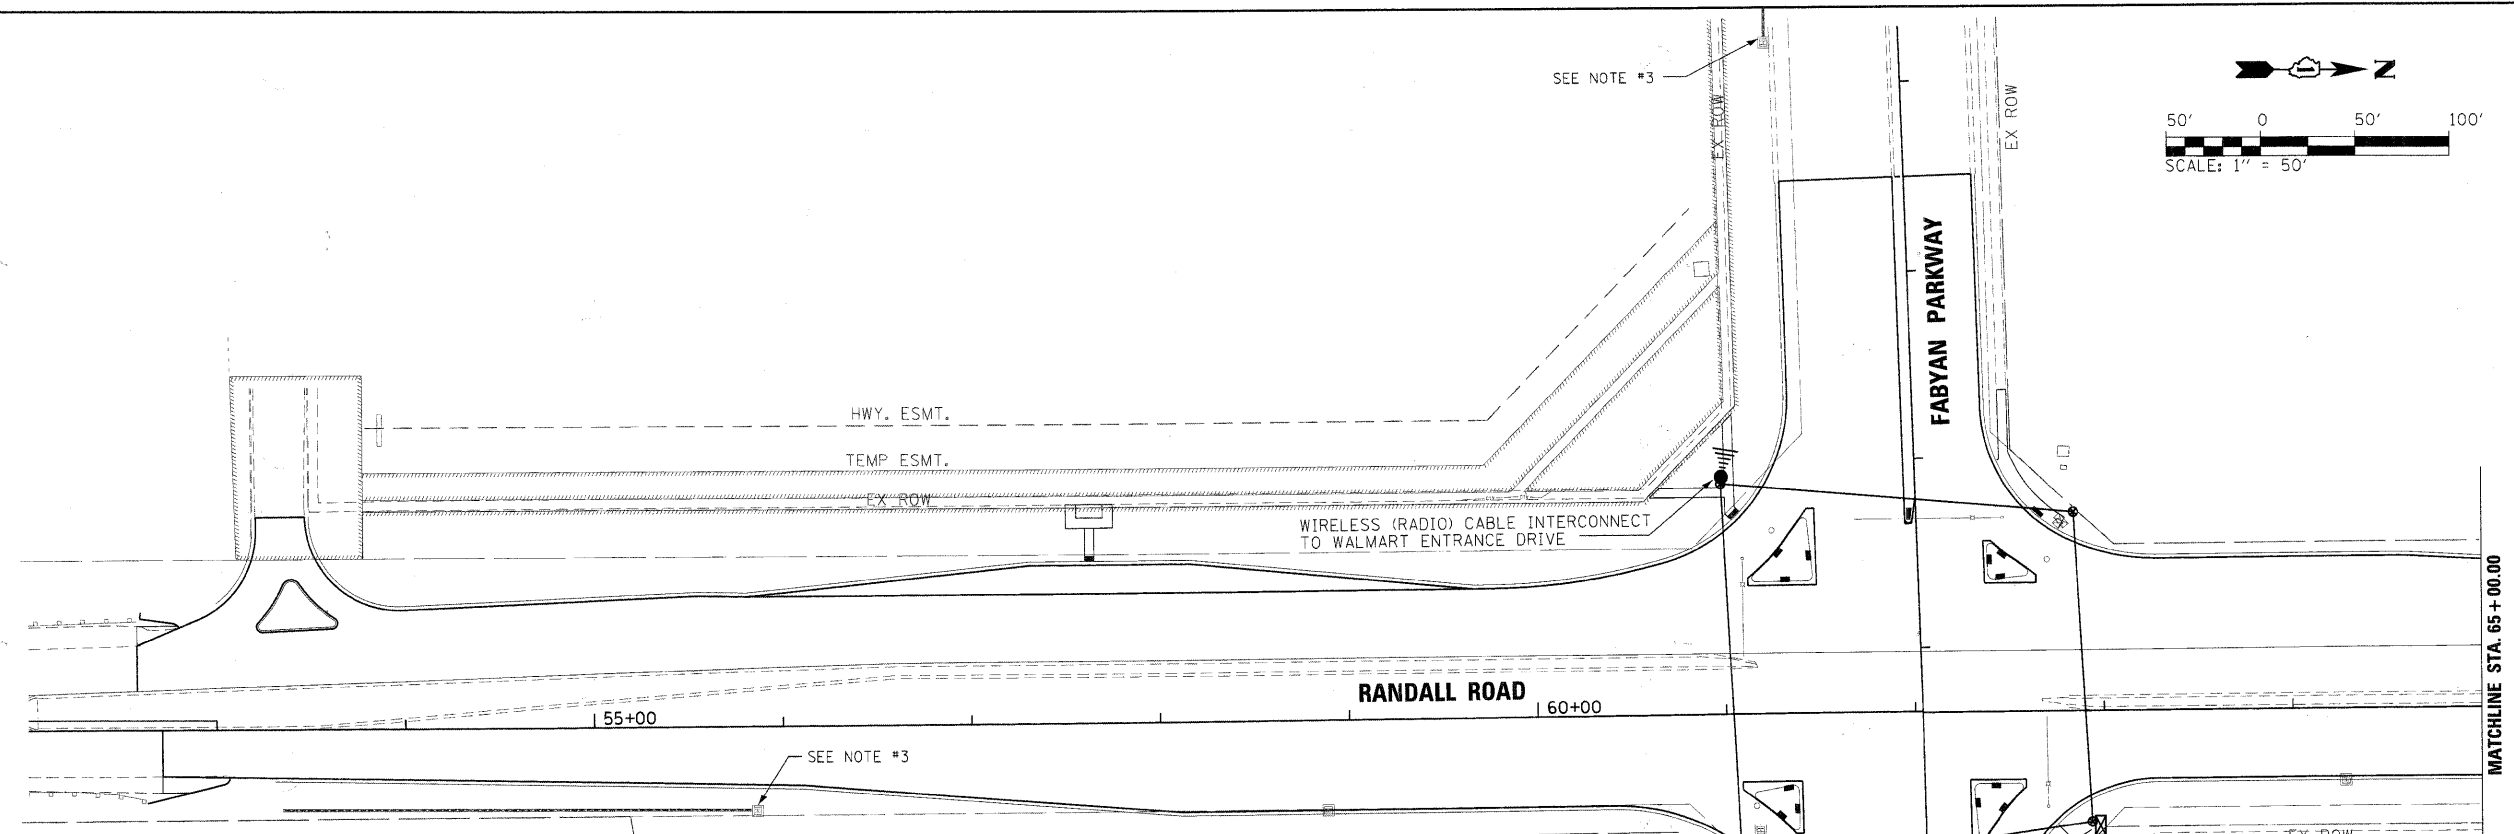 SEE NOTE #3
EX ROW
EX ROW
N
50' 0 50' 100'
SCALE: 1" = 50'
FABYAN PARKWAY
HWY. ESMT.
TEMP ESMT.
EX ROW
WIRELESS (RADIO) CABLE INTERCONNECT
TO WALMART ENTRANCE DRIVE
RANDALL ROAD
55+00
60+00
SEE NOTE #3
MATCHLINE STA. 65+00.00
EX ROW